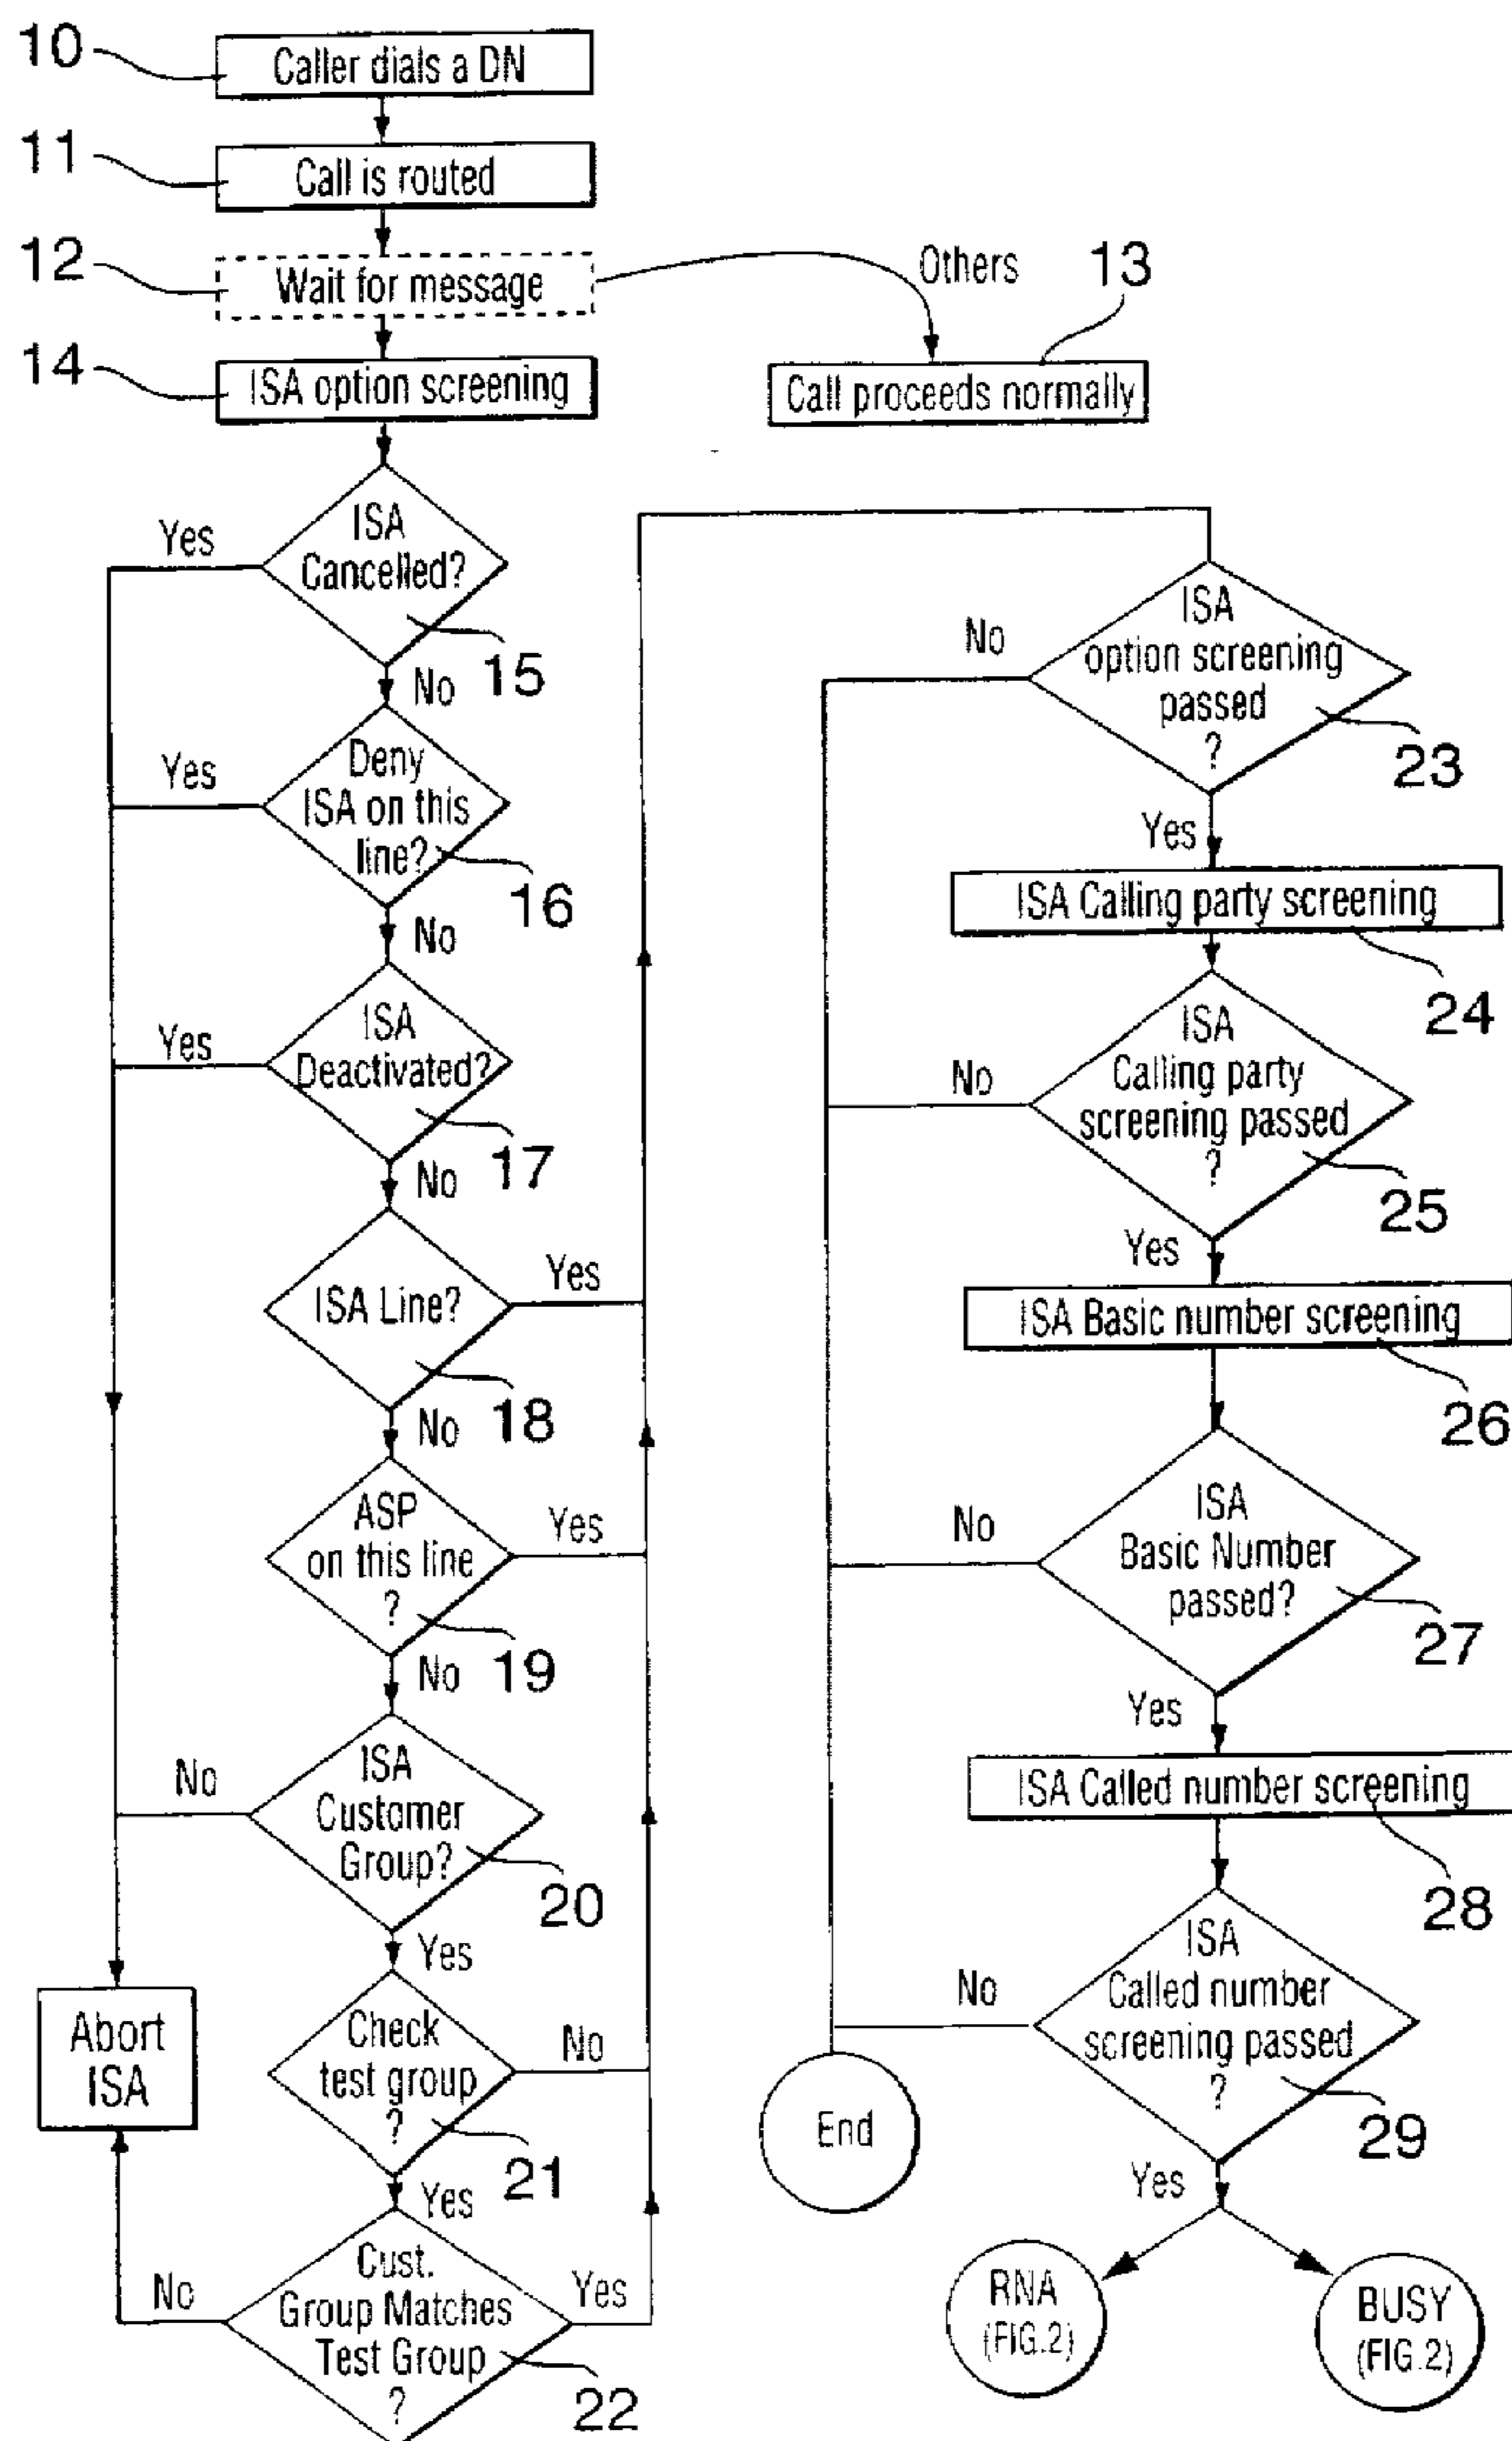 10
Caller dials a DN
11
Call is routed
12
Wait for message
Others
13
14
ISA option screening
Call proceeds normally
Yes
ISA
Cancelled?
15
No
Yes
Deny
ISA on this
line?
16
No
Yes
ISA
Deactivated?
17
No
ISA Line?
Yes
18
No
ASP
on this line
?
Yes
19
No
No
ISA
Customer
Group?
20
Yes
Abort
ISA
Check
test group
?
No
21
Yes
No
Cust.
Group Matches
Test Group
?
Yes
22
No
ISA
option screening
passed
?
23
Yes
ISA Calling party screening
24
No
ISA
Calling party
screening passed
?
25
Yes
ISA Basic number screening
26
No
ISA
Basic Number
passed?
27
Yes
ISA Called number screening
28
No
ISA
Called number
screening passed
?
29
End
Yes
RNA
(FIG.2)
BUSY
(FIG.2)